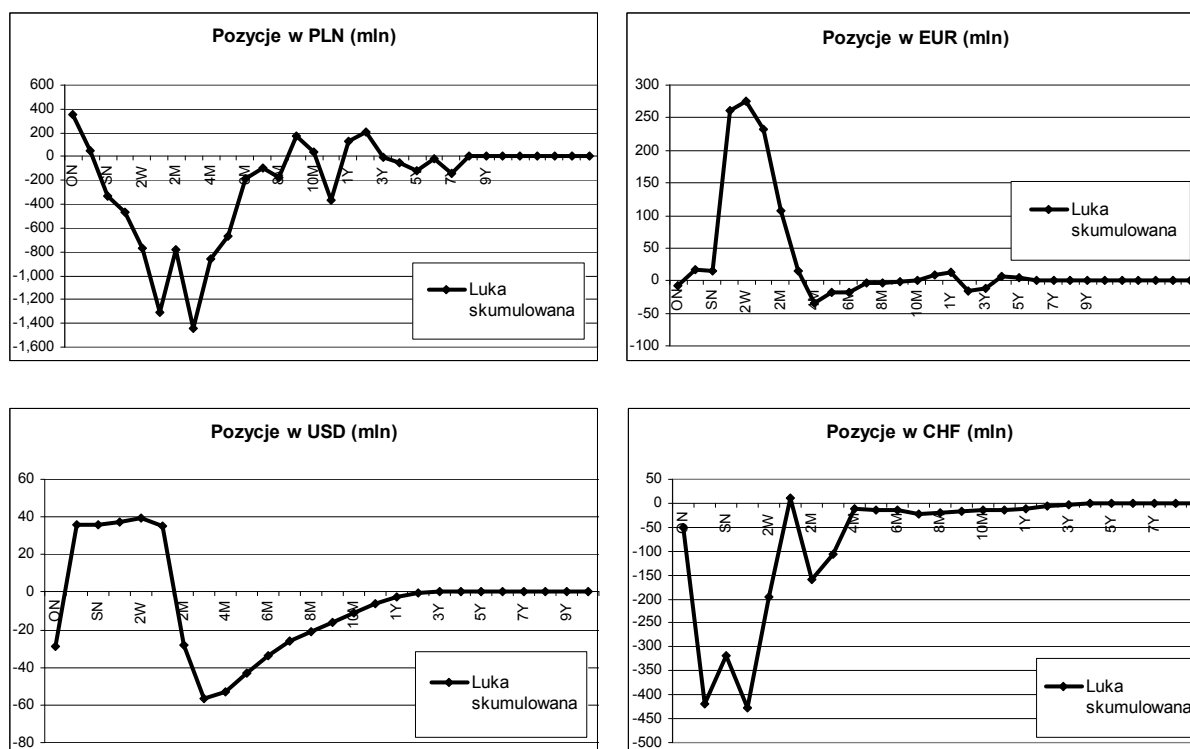 Pozycje w PLN (mln)
600
400
200
0
-200
-400
-600
-800
-1,000
-1,200
-1,400
-1,600
ON
SN
2W
2M
4M
6M
8M
10M
1Y
3Y
5Y
7Y
9Y
Luka
skumulowana
Pozycje w EUR (mln)
300
250
200
150
100
50
0
-50
-100
ON
SN
2W
2M
4M
6M
8M
10M
1Y
3Y
5Y
7Y
9Y
Luka
skumulowana
Pozycje w USD (mln)
60
40
20
0
-20
-40
-60
-80
ON
SN
2W
2M
4M
6M
8M
10M
1Y
3Y
5Y
7Y
9Y
Luka
skumulowana
Pozycje w CHF (mln)
50
0
-50
-100
-150
-200
-250
-300
-350
-400
-450
-500
ON
SN
2W
2M
4M
6M
8M
10M
1Y
3Y
5Y
7Y
Luka
skumulowana